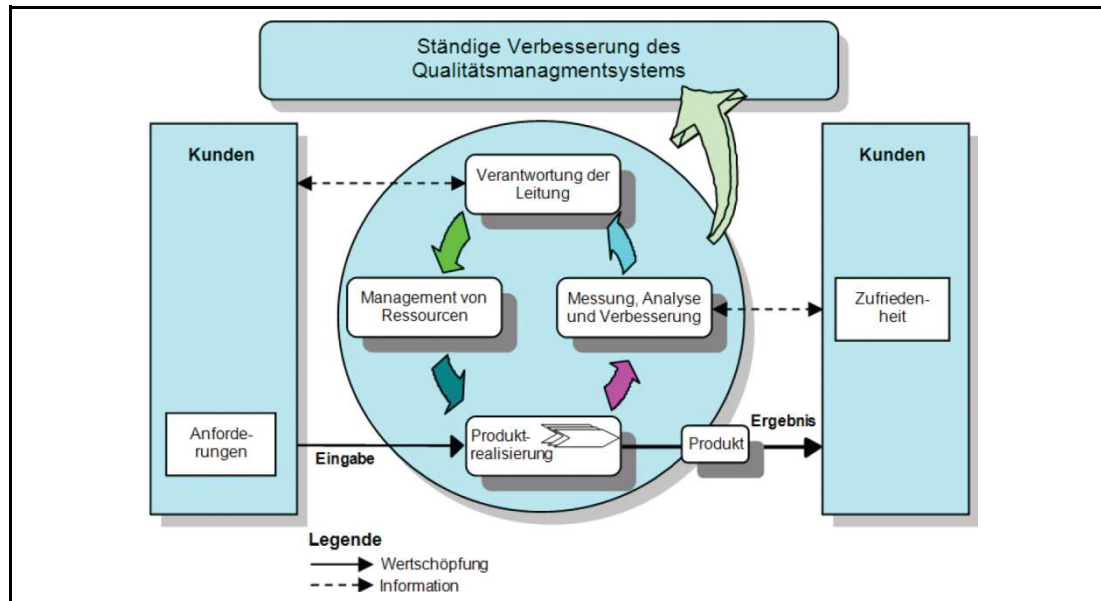 Ständige Verbesserung des
Qualitätsmanagmentsystems
Kunden
Kunden
Verantwortung der
Leitung
Management von
Ressourcen
Messung, Analyse
und Verbesserung
Zufrieden-
heit
Anforde-
rungen
Eingabe
Produkt-
realisierung
Produkt
Ergebnis
Legende
Wertschöpfung
Information